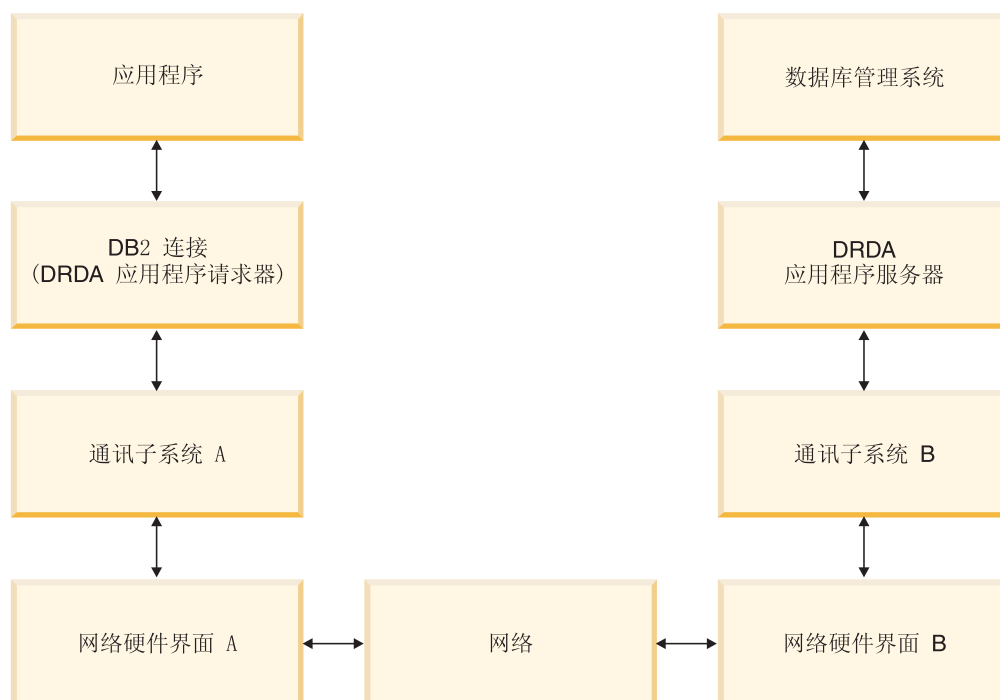 应用程序
数据库管理系统
DB2 连接
(DRDA 应用程序请求器)
DRDA
应用程序服务器
通讯子系统 A
通讯子系统 B
网络硬件界面 A
网络
网络硬件界面 B